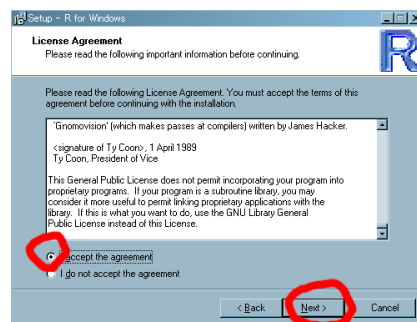 Setup - R for Windows
License Agreement
Please read the following important information before continuing.
R
Please read the following License Agreement. You must accept the terms of this
agreement before continuing with the installation.
`Gnomovision' (which makes passes at compilers) written by James Hacker.
<signature of Ty Coon>, 1 April 1989
Ty Coon, President of Vice
This General Public License does not permit incorporating your program into
proprietary programs.  If your program is a subroutine library, you may
consider it more useful to permit linking proprietary applications with the
library.  If this is what you want to do, use the GNU Library General
Public License instead of this License.
accept the agreement
I do not accept the agreement
< Back
Next >
Cancel